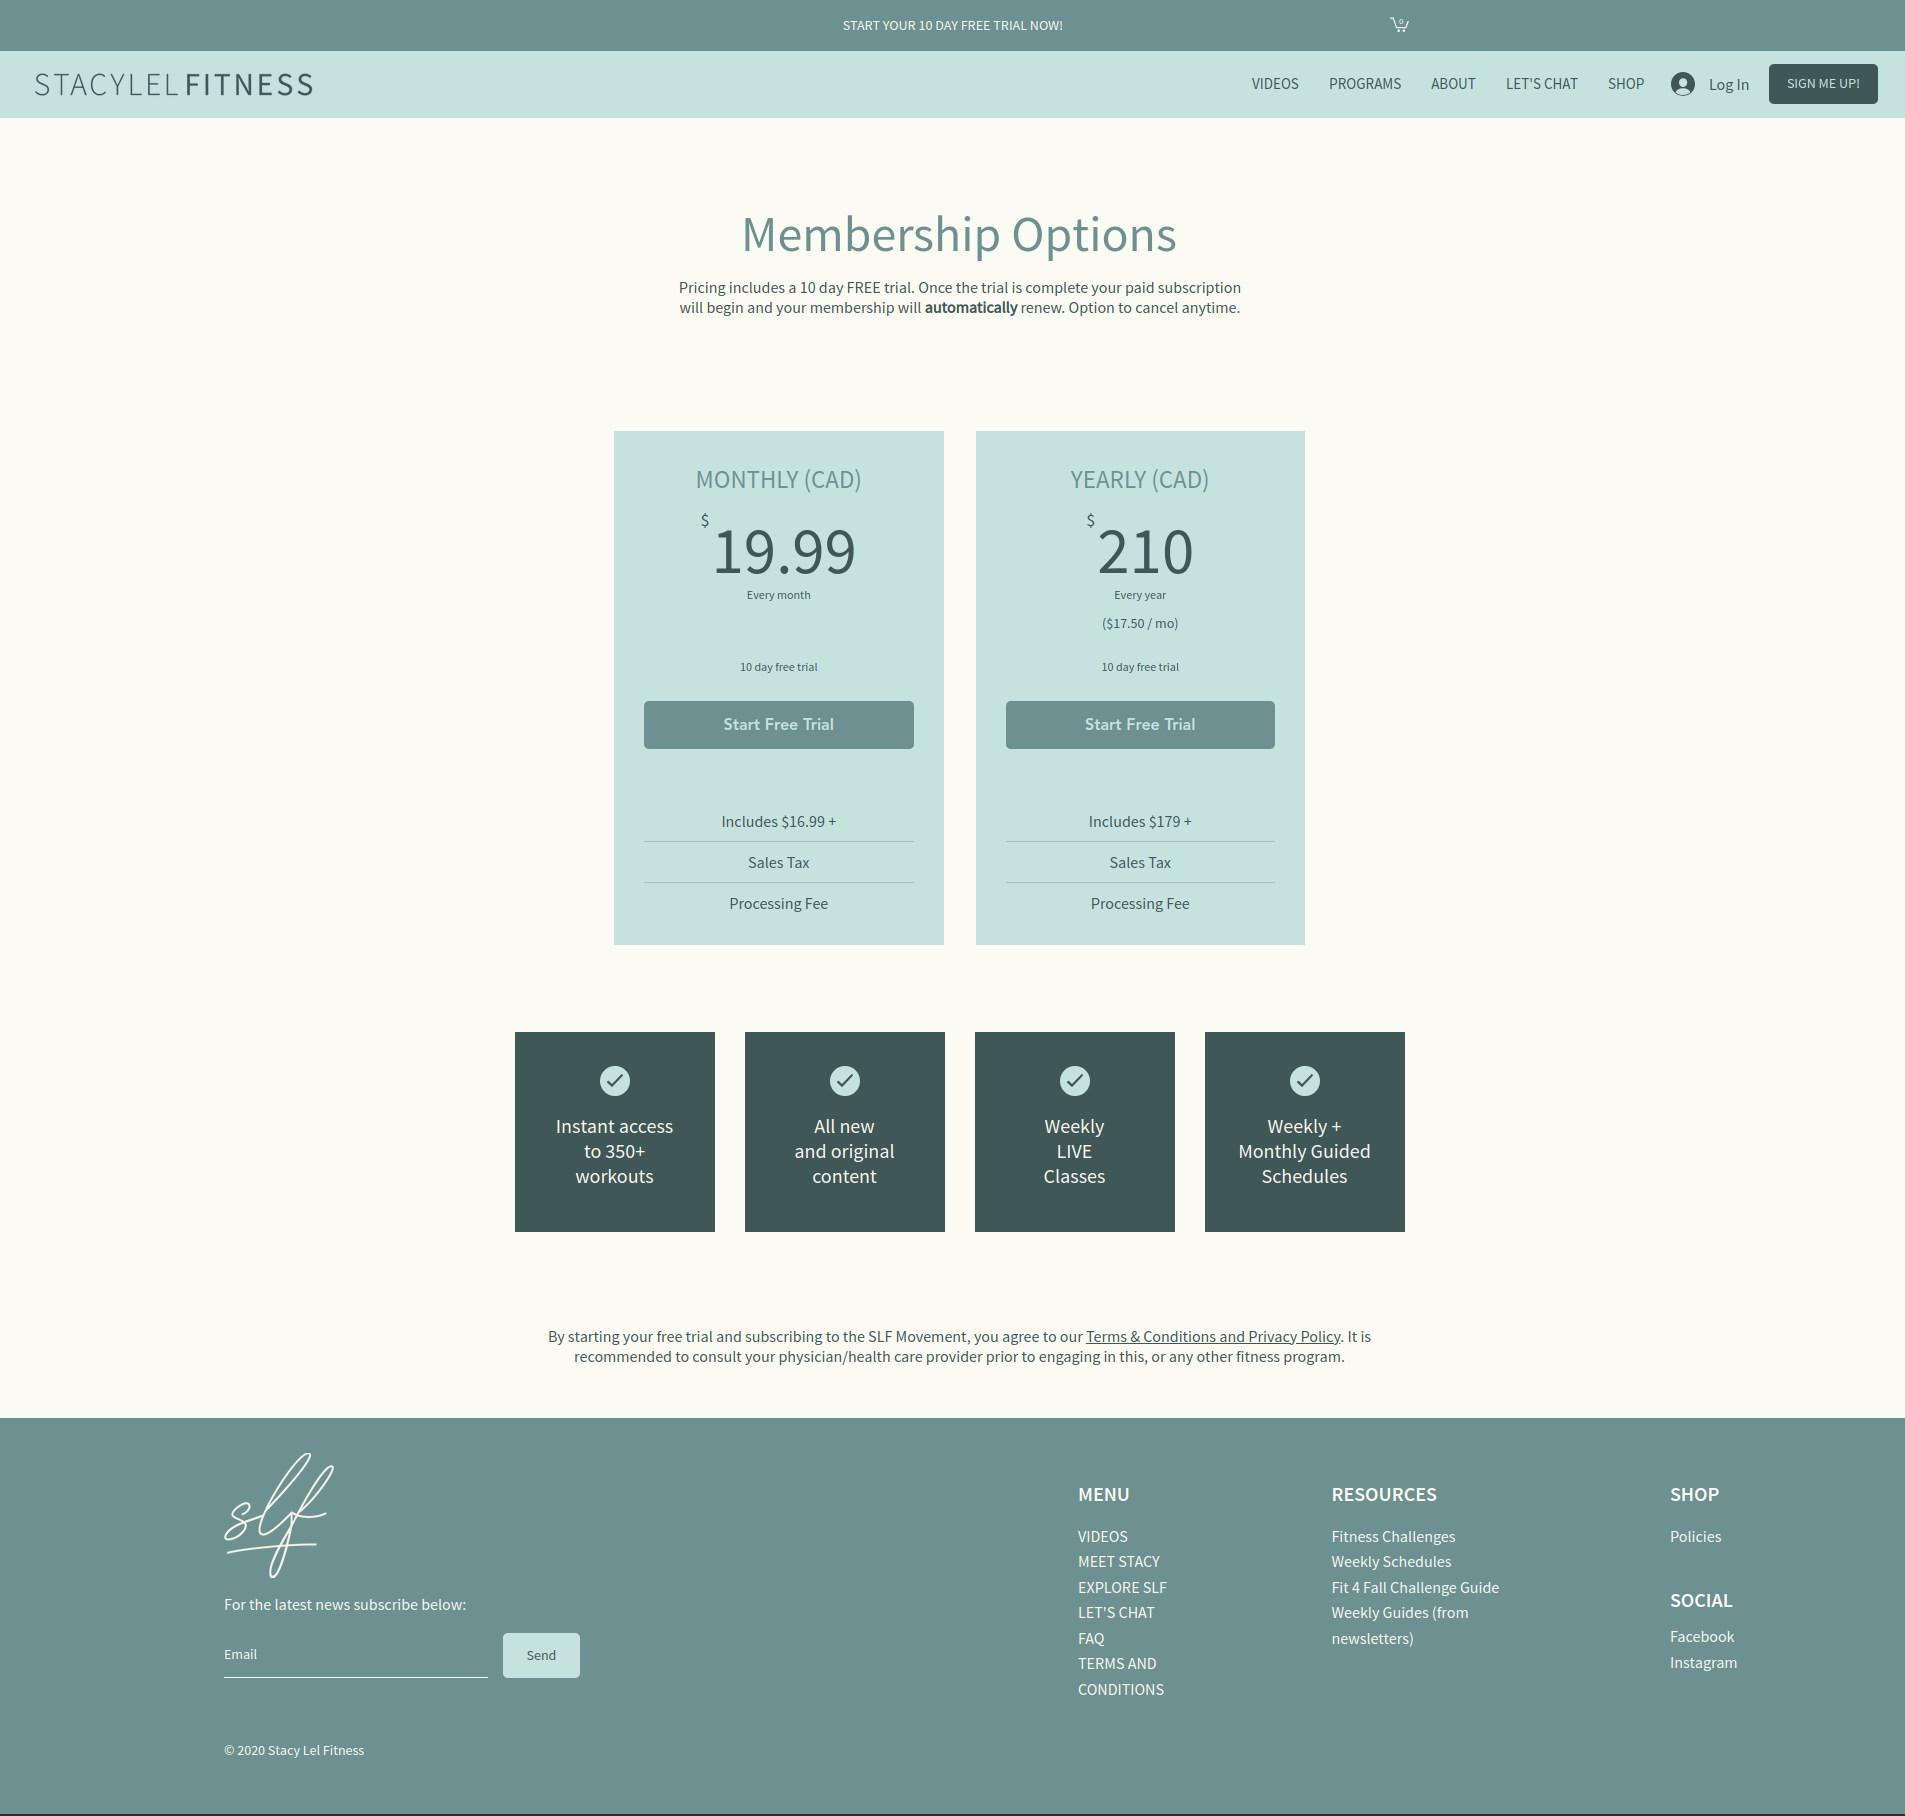 START YOUR 10 DAY FREE TRIAL NOW!
0
STACYLELFITNESS
VIDEOS
PROGRAMS
ABOUT
LET'S CHAT
SHOP
Log In
SIGN ME UP!
Membership Options
Pricing includes a 10 day FREE trial. Once the trial is complete your paid subscription
will begin and your membership will automatically renew. Option to cancel anytime.
MONTHLY (CAD)
$
19.99
Every month
10 day free trial
Start Free Trial
Includes $16.99 +
Sales Tax
Processing Fee
YEARLY (CAD)
$
210
Every year
($17.50 / mo)
10 day free trial
Start Free Trial
Includes $179 +
Sales Tax
Processing Fee
Instant access
to 350+
workouts
All new
and original
content
Weekly
LIVE
Classes
Weekly +
Monthly Guided
Schedules
By starting your free trial and subscribing to the SLF Movement, you agree to our Terms & Conditions and Privacy Policy. It is
recommended to consult your physician/health care provider prior to engaging in this, or any other fitness program.
slf
For the latest news subscribe below:
Email
Send
© 2020 Stacy Lel Fitness
MENU
VIDEOS
MEET STACY
EXPLORE SLF
LET'S CHAT
FAQ
TERMS AND
CONDITIONS
RESOURCES
Fitness Challenges
Weekly Schedules
Fit 4 Fall Challenge Guide
Weekly Guides (from
newsletters)
SHOP
Policies
SOCIAL
Facebook
Instagram